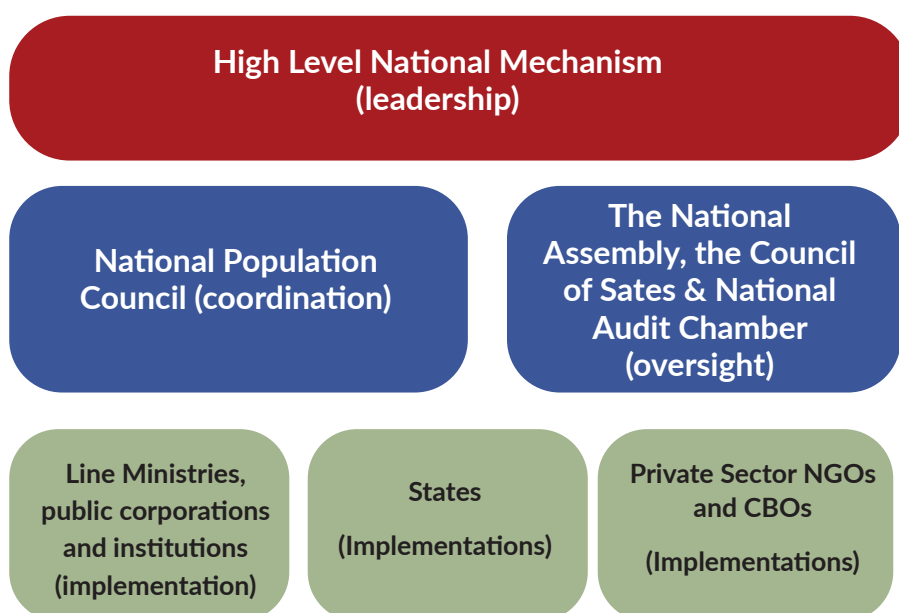 High Level National Mechanism
(leadership)
National Population
Council (coordination)
The National
Assembly, the Council
of Sates & National
Audit Chamber
(oversight)
Line Ministries,
public corporations
and institutions
(implementation)
States
(Implementations)
Private Sector NGOs
and CBOs
(Implementations)